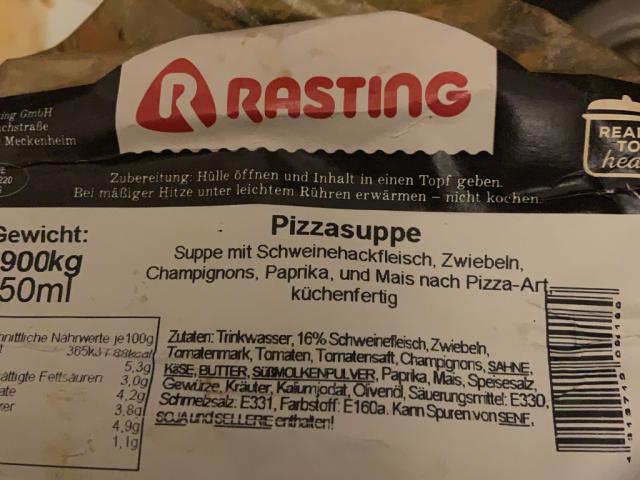 RASTING
GmbH
Meckenheim
READY
TO
Zubereitung: Hülle öffnen und Inhalt in einen Topf geben.
Bei mäßiger Hitze unter leichtem Rühren erwärmen – nicht kochen.
Gewicht:
900kg
50ml
Pizzasuppe
Suppe mit Schweinehackfleisch, Zwiebeln,
Champignons, Paprika, und Mais nach Pizza-Art,
küchenfertig
Nährwerte je 100g
365kJ / 88kcal
5,3g
Fettsäuren 3,0g
4,2g
3,8g
4,9g
1,1g
Zutaten: Trinkwasser, 16% Schweinefleisch, Zwiebeln,
Tomatenmark, Tomaten, Tomatensaft, Champignons, SAHNE,
KäSE, BUTTER, SÜßMOLKENPULVER, Paprika, Mais, Speisesalz,
Gewürze, Kräuter, Kaliumjodat, Olivenöl, Säuerungsmittel: E330,
Schmelzsalz: E331, Farbstoff: E160a. Kann Spuren von SENF,
SOJA und SELLERIE enthalten!